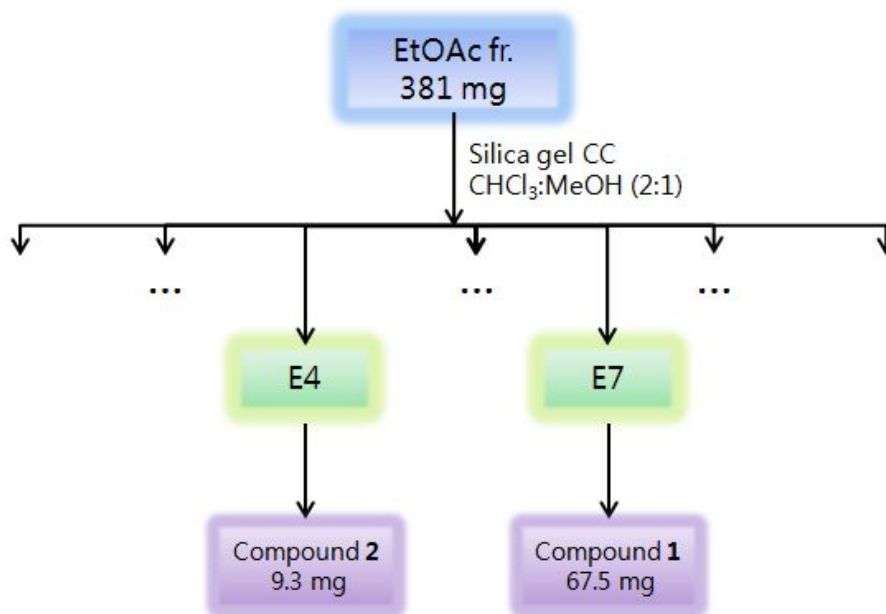 EtOAc fr.
381 mg
Silica gel CC
CHCl₃:MeOH (2:1)
... ... ...
E4 E7
Compound 2
9.3 mg
Compound 1
67.5 mg